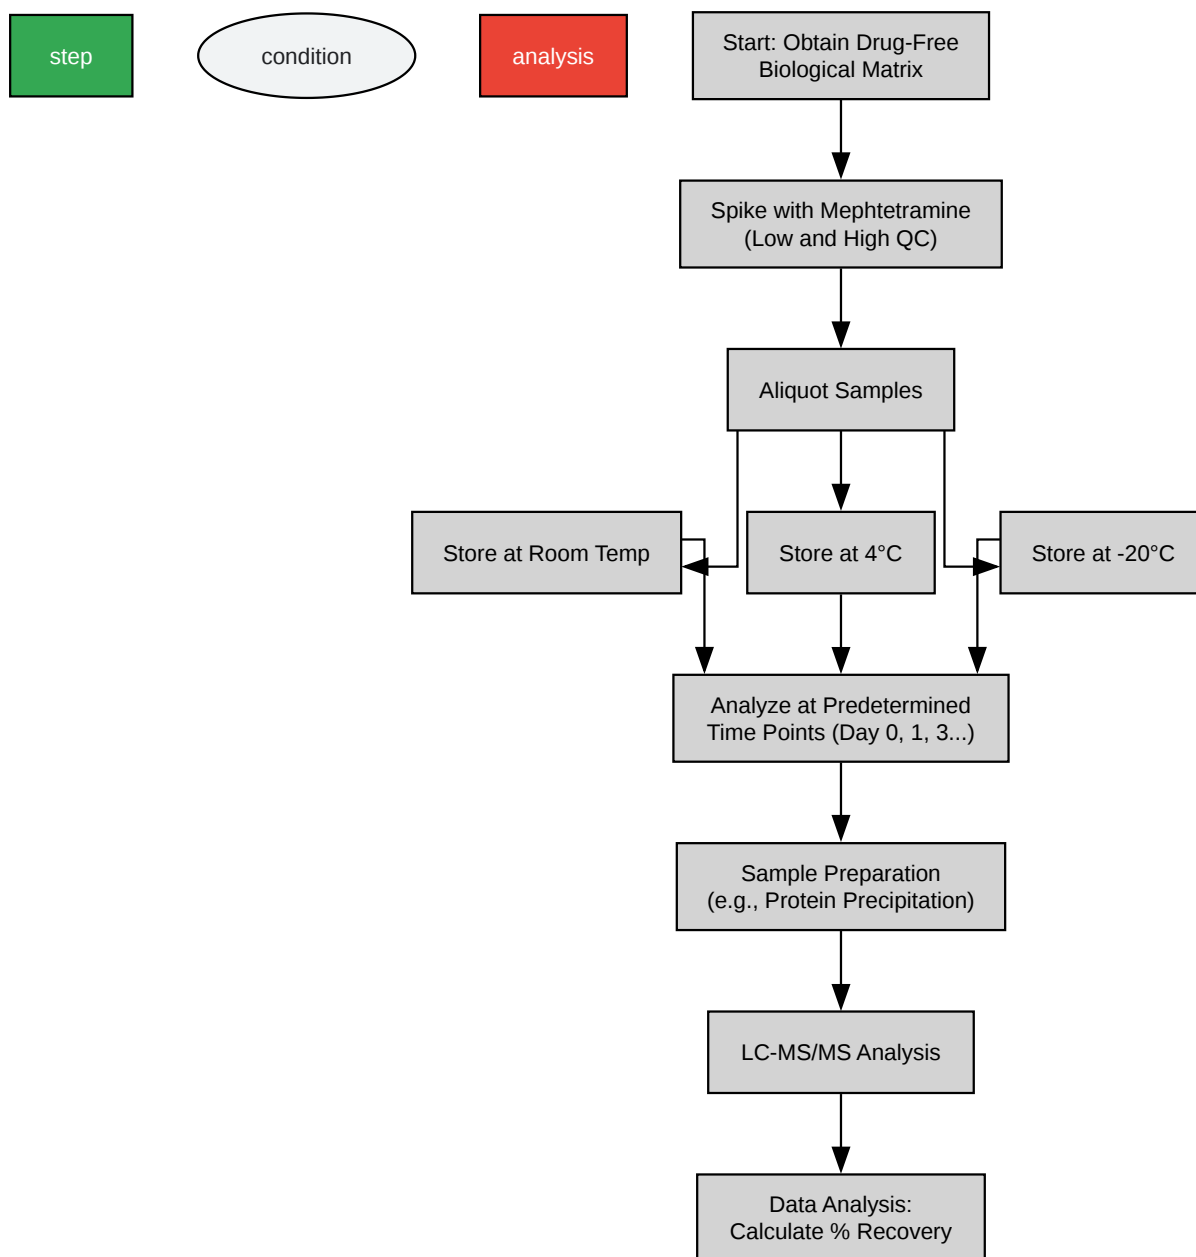 step
condition
analysis
Start: Obtain Drug-Free
Biological Matrix
Spike with Mephtetramine
(Low and High QC)
Aliquot Samples
Store at Room Temp
Store at 4°C
Store at -20°C
Analyze at Predetermined
Time Points (Day 0, 1, 3...)
Sample Preparation
(e.g., Protein Precipitation)
LC-MS/MS Analysis
Data Analysis:
Calculate % Recovery